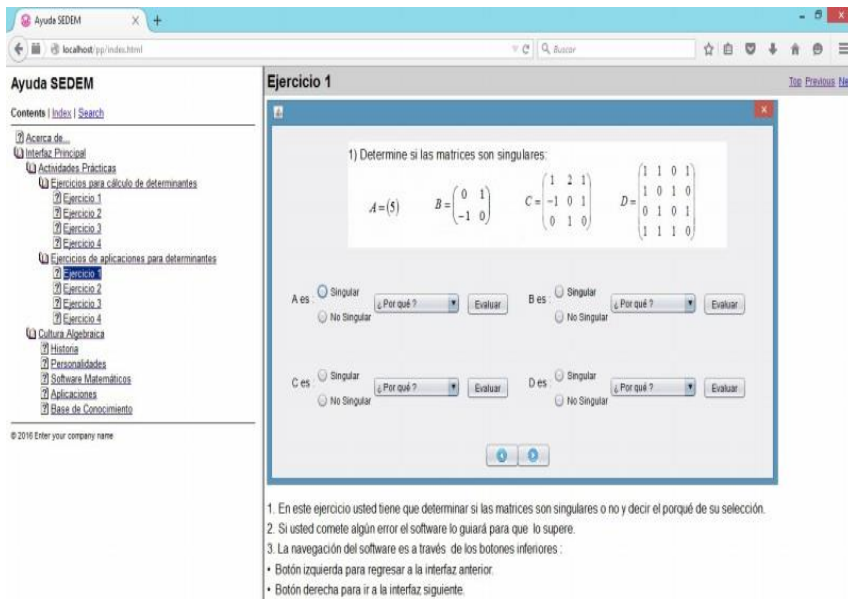 Ayuda SEDEM
localhost/pp/index.html
Buscar
Ayuda SEDEM
Contents | Index | Search
Acerca de...
Interfaz Principal
Actividades Prácticas
Ejercicios para cálculo de determinantes
Ejercicio 1
Ejercicio 2
Ejercicio 3
Ejercicio 4
Ejercicios de aplicaciones para determinantes
Ejercicio 1
Ejercicio 2
Ejercicio 3
Ejercicio 4
Cultura Algebraica
Historia
Personalidades
Software Matemáticos
Aplicaciones
Base de Conocimiento
© 2016 Enter your company name
Ejercicio 1
Top Previous Ne
1) Determine si las matrices son singulares:
A=(5) B=(0 1; -1 0) C=(1 2 1; -1 0 1; 0 1 0) D=(1 1 0 1; 1 0 1 0; 0 1 0 1; 1 1 1 0)
A es : Singular No Singular ¿ Por qué ? Evaluar
B es : Singular No Singular ¿ Por qué ? Evaluar
C es : Singular No Singular ¿ Por qué ? Evaluar
D es : Singular No Singular ¿ Por qué ? Evaluar
1. En este ejercicio usted tiene que determinar si las matrices son singulares o no y decir el porqué de su selección.
2. Si usted comete algún error el software lo guiará para que lo supere.
3. La navegación del software es a través de los botones inferiores :
• Botón izquierda para regresar a la interfaz anterior.
• Botón derecha para ir a la interfaz siguiente.